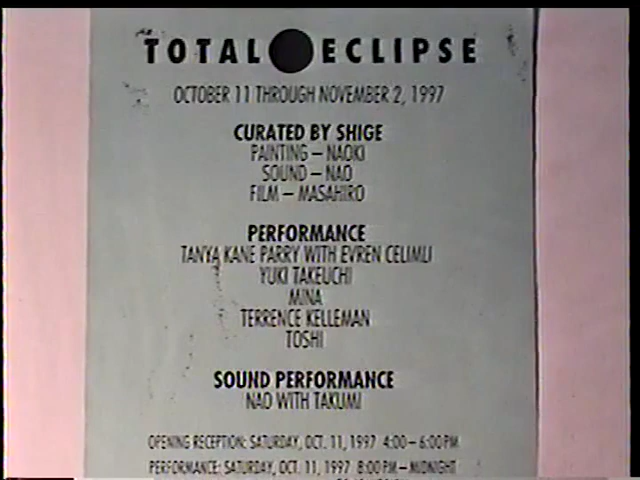 TOTAL ECLIPSE
OCTOBER 11 THROUGH NOVEMBER 2, 1997
CURATED BY SHIGE
PAINTING – NAOKI
SOUND – NAO
FILM – MASAHIRO
PERFORMANCE
TANYA KANE PARRY WITH EVREN CELIMLI
YUKI TAKEUCHI
MINA
TERRENCE KELLEMAN
TOSHI
SOUND PERFORMANCE
NAO WITH TAKUMI
OPENING RECEPTION: SATURDAY, OCT. 11, 1997 4:00 – 6:00 PM
PERFORMANCE: SATURDAY, OCT. 11, 1997 8:00 PM – MIDNIGHT